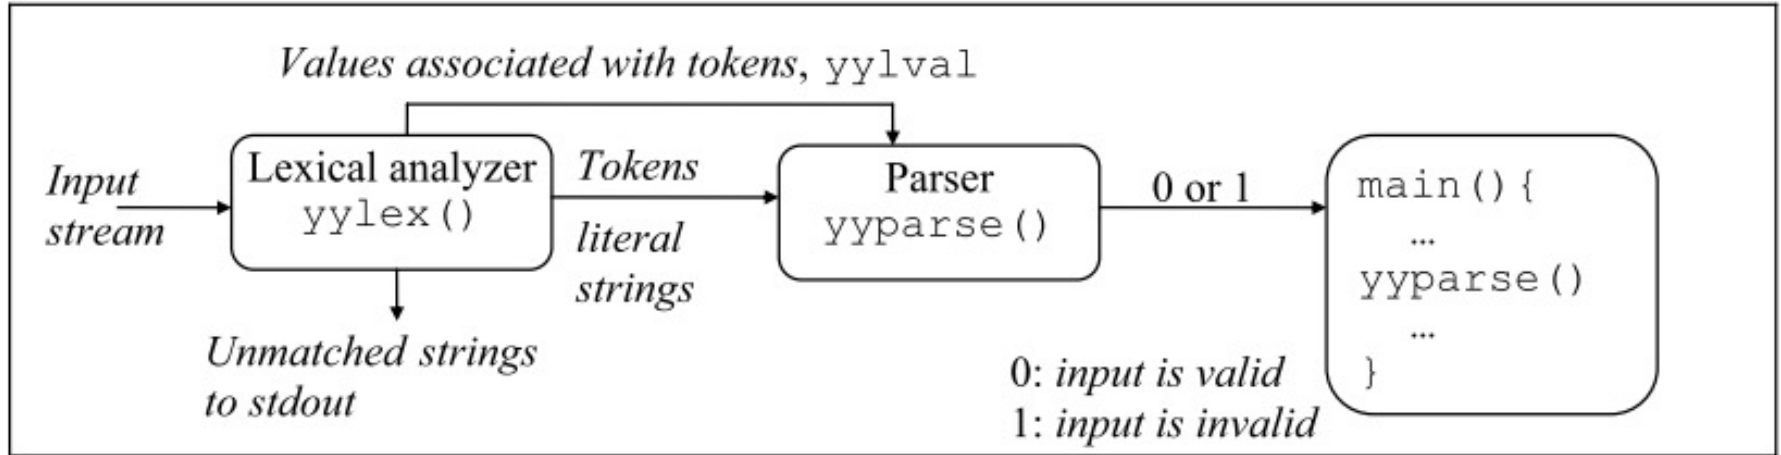 Values associated with tokens, yylval
Input
stream
Lexical analyzer
yylex()
Tokens
literal
strings
Unmatched strings
to stdout
Parser
yyparse()
0 or 1
0: input is valid
1: input is invalid
main(){
…
yyparse()
…
}